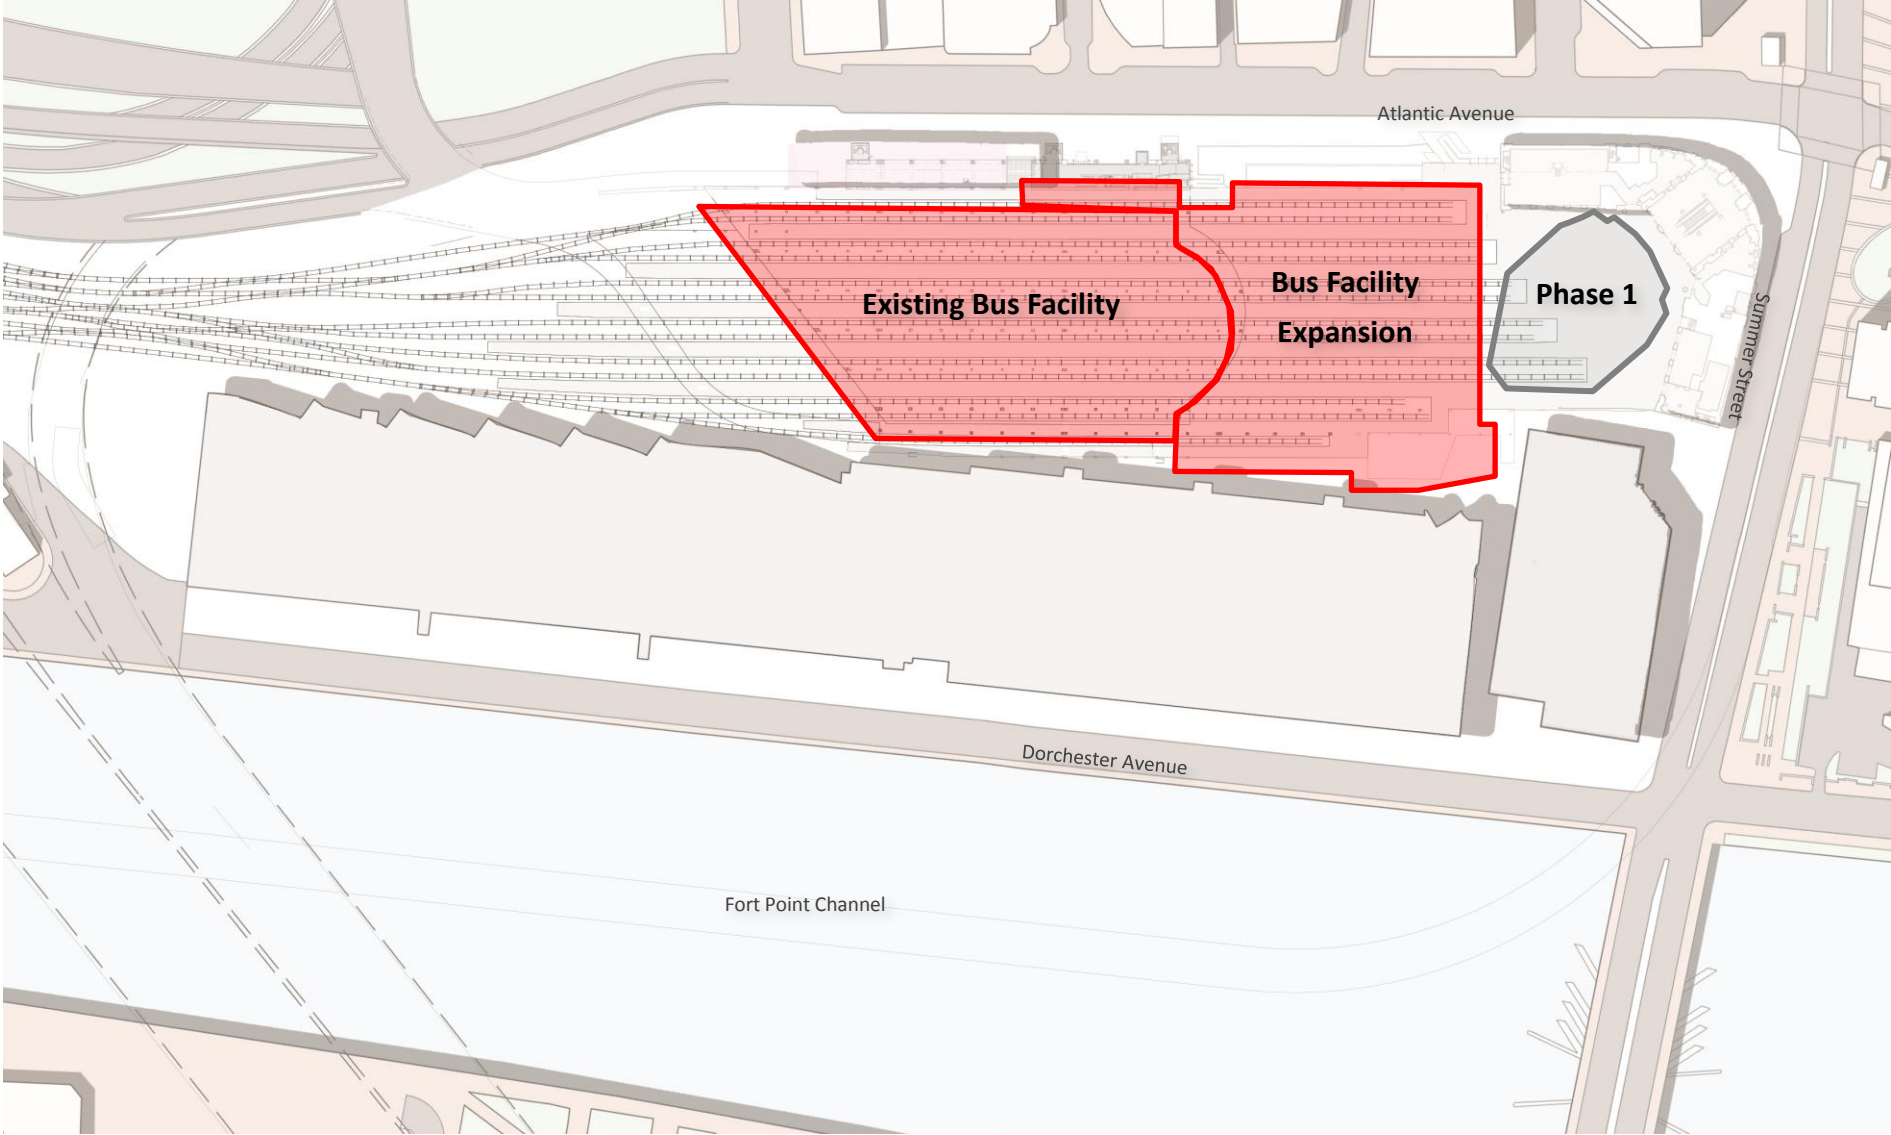 Atlantic Avenue
Existing Bus Facility
Bus Facility
Expansion
Phase 1
Summer Street
Dorchester Avenue
Fort Point Channel